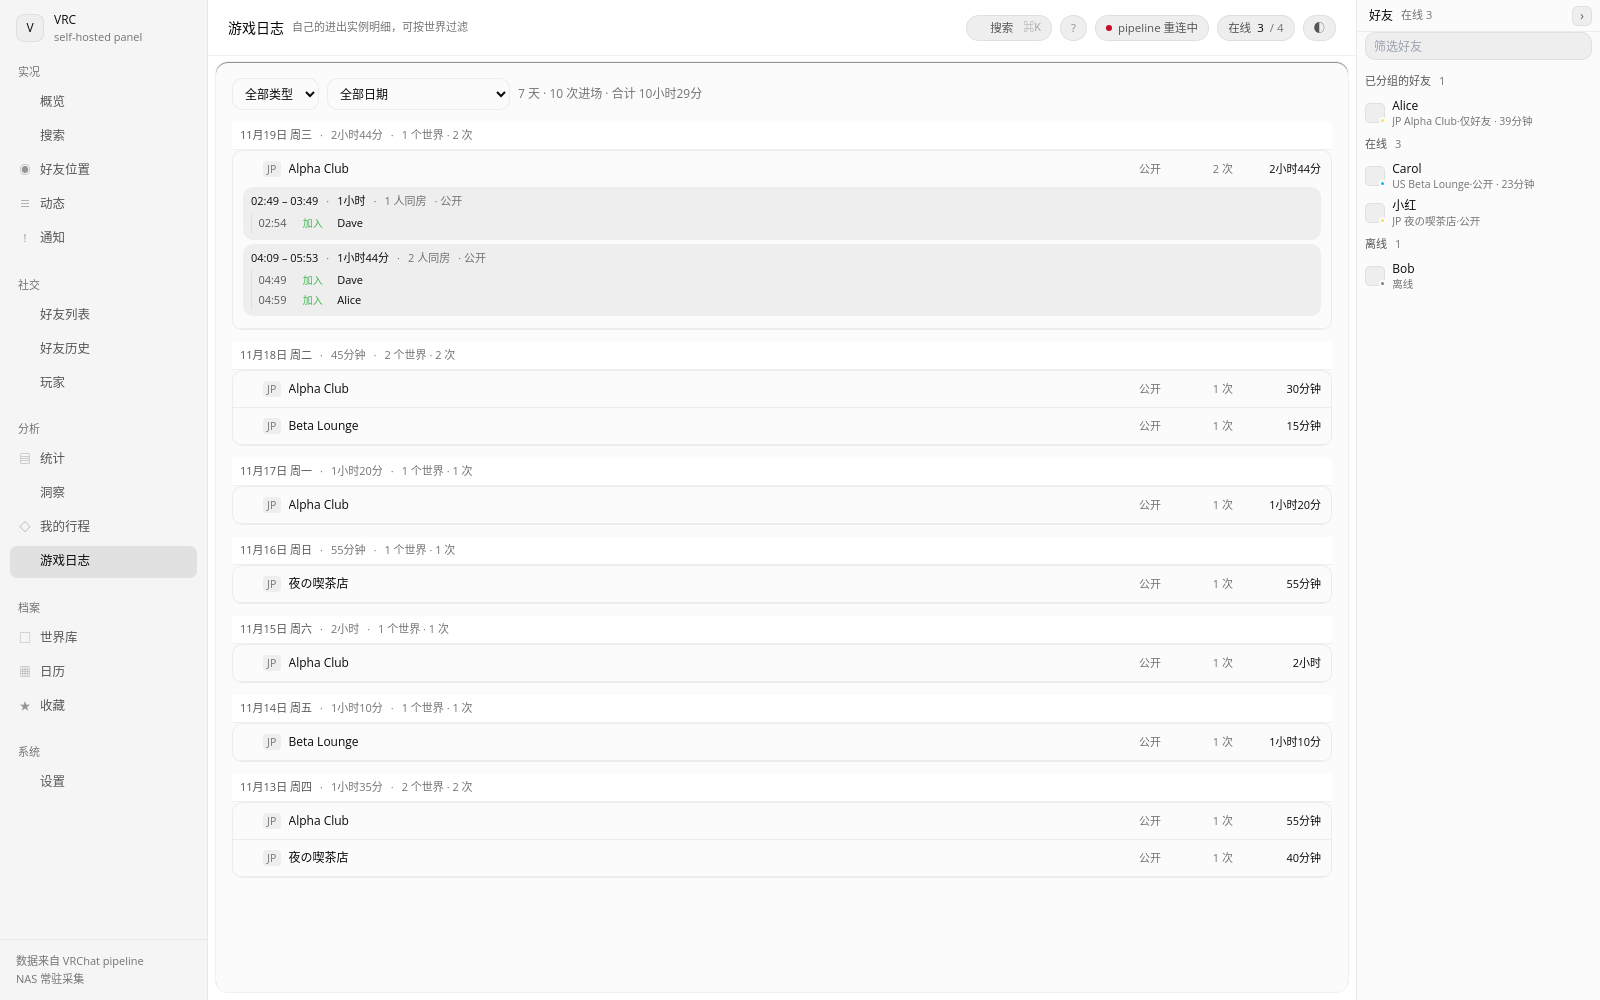 V
VRC
self-hosted panel
实况
概览
搜索
好友位置
动态
通知
社交
好友列表
好友历史
玩家
分析
统计
洞察
我的行程
游戏日志
档案
世界库
日历
收藏
系统
设置
数据来自 VRChat pipeline
NAS 常驻采集
游戏日志 自己的进出实例明细，可按世界过滤
搜索 ⌘K ? pipeline 重连中 在线 3 / 4
全部类型 全部日期 7 天 · 10 次进场 · 合计 10小时29分
11月19日 周三 · 2小时44分 · 1 个世界 · 2 次
JP Alpha Club 公开 2 次 2小时44分
02:49 – 03:49 · 1小时 · 1 人同房 · 公开
02:54 加入 Dave
04:09 – 05:53 · 1小时44分 · 2 人同房 · 公开
04:49 加入 Dave
04:59 加入 Alice
11月18日 周二 · 45分钟 · 2 个世界 · 2 次
JP Alpha Club 公开 1 次 30分钟
JP Beta Lounge 公开 1 次 15分钟
11月17日 周一 · 1小时20分 · 1 个世界 · 1 次
JP Alpha Club 公开 1 次 1小时20分
11月16日 周日 · 55分钟 · 1 个世界 · 1 次
JP 夜の喫茶店 公开 1 次 55分钟
11月15日 周六 · 2小时 · 1 个世界 · 1 次
JP Alpha Club 公开 1 次 2小时
11月14日 周五 · 1小时10分 · 1 个世界 · 1 次
JP Beta Lounge 公开 1 次 1小时10分
11月13日 周四 · 1小时35分 · 2 个世界 · 2 次
JP Alpha Club 公开 1 次 55分钟
JP 夜の喫茶店 公开 1 次 40分钟
好友 在线 3 ›
筛选好友
已分组的好友 1
Alice
JP Alpha Club·仅好友 · 39分钟
在线 3
Carol
US Beta Lounge·公开 · 23分钟
小红
JP 夜の喫茶店·公开
离线 1
Bob
离线